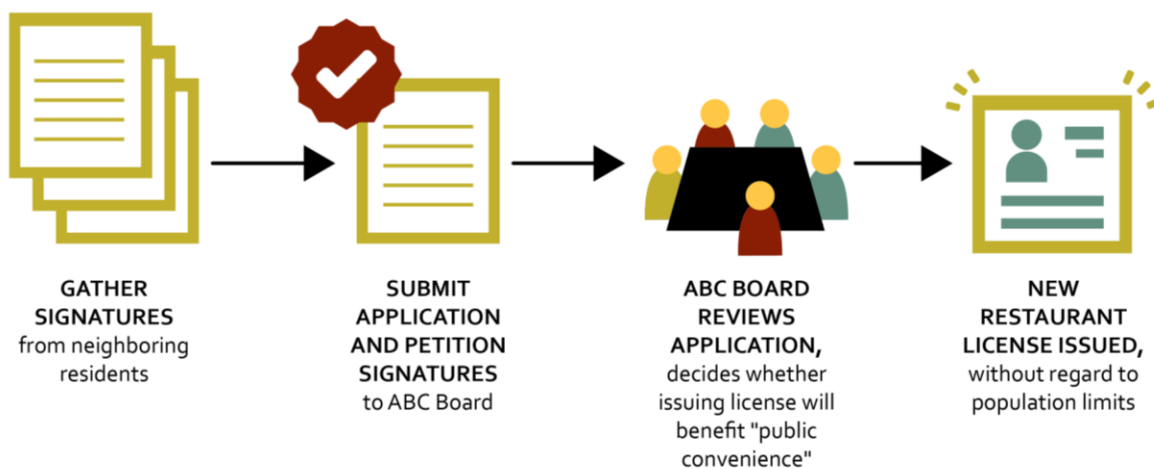 GATHER
SIGNATURES
from neighboring
residents
SUBMIT
APPLICATION
AND PETITION
SIGNATURES
to ABC Board
ABC BOARD
REVIEWS
APPLICATION,
decides whether
issuing license will
benefit "public
convenience"
NEW
RESTAURANT
LICENSE ISSUED,
without regard to
population limits